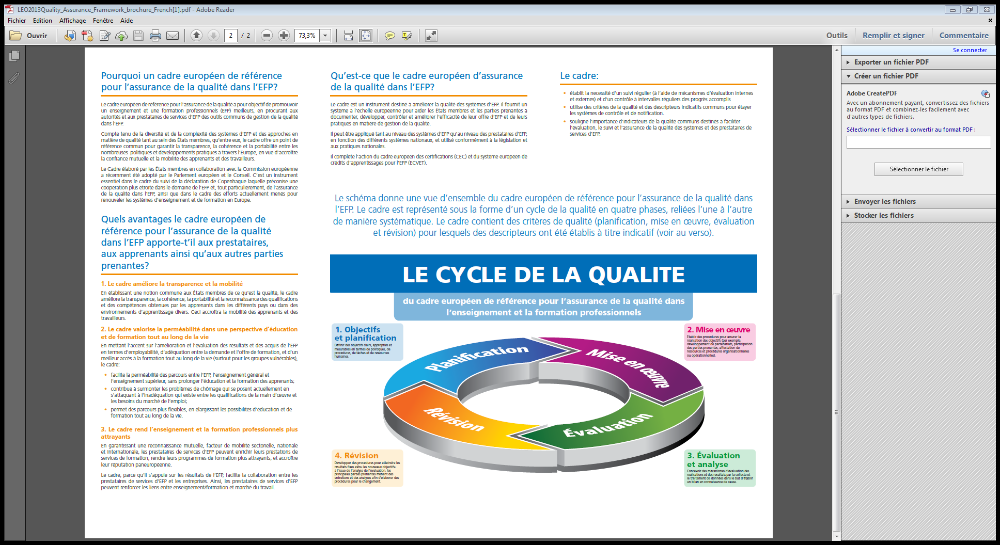 LEO2013Quality_Assurance_Framework_brochure_French[1].pdf - Adobe Reader
Fichier Edition Affichage Fenêtre Aide
Ouvrir 2 / 2 73,3% Outils Remplir et signer Commentaire
Pourquoi un cadre européen de référence
pour l'assurance de la qualité dans l'EFP?
Le cadre européen de référence pour l'assurance de la qualité a pour objectif de promouvoir
un enseignement et une formation professionnels (EFP) meilleurs, en procurant aux
autorités et aux prestataires de services d'EFP des outils communs de gestion de la qualité
dans l'EFP.
Compte tenu de la diversité et de la complexité des systèmes d'EFP et des approches en
matière de qualité tant au sein des États membres, qu'entre eux, le cadre offre un point de
référence commun pour garantir la transparence, la cohérence et la portabilité entre les
nombreuses politiques et développements pratiques à travers l'Europe, en vue d'accroître
la confiance mutuelle et la mobilité des apprenants et des travailleurs.
Le Cadre élaboré par les États membres en collaboration avec la Commission européenne
a récemment été adopté par le Parlement européen et le Conseil. C'est un instrument
essentiel dans le cadre du suivi de la déclaration de Copenhague laquelle préconise une
coopération plus étroite dans le domaine de l'EFP et, tout particulièrement, de l'assurance
de la qualité dans l'EFP, ainsi que dans le cadre des efforts actuellement menés pour
renouveler les systèmes d'enseignement et de formation en Europe.
Quels avantages le cadre européen de
référence pour l'assurance de la qualité
dans l'EFP apporte-t'il aux prestataires,
aux apprenants ainsi qu'aux autres parties
prenantes?
1. Le cadre améliore la transparence et la mobilité
En établissant une notion commune aux États membres de ce qu'est la qualité, le cadre
améliore la transparence, la cohérence, la portabilité et la reconnaissance des qualifications
et des compétences obtenues par les apprenants dans les différents pays ou dans des
environnements d'apprentissage divers. Ceci accroîtra la mobilité des apprenants et des
travailleurs.
2. Le cadre valorise la perméabilité dans une perspective d'éducation
et de formation tout au long de la vie
En mettant l'accent sur l'amélioration et l'évaluation des résultats et des acquis de l'EFP
en termes d'employabilité, d'adéquation entre la demande et l'offre de formation, et d'un
meilleur accès à la formation tout au long de la vie (surtout pour les groupes vulnérables),
le cadre:
• facilite la perméabilité des parcours entre l'EFP, l'enseignement général et
l'enseignement supérieur, sans prolonger l'éducation et la formation des apprenants;
• contribue à surmonter les problèmes de chômage qui se posent actuellement en
s'attaquant à l'inadéquation qui existe entre les qualifications de la main d'œuvre et
les besoins du marché de l'emploi;
• permet des parcours plus flexibles, en élargissant les possibilités d'éducation et de
formation tout au long de la vie.
3. Le cadre rend l'enseignement et la formation professionnels plus
attrayants
En garantissant une reconnaissance mutuelle, facteur de mobilité sectorielle, nationale
et internationale, les prestataires de services d'EFP peuvent enrichir leurs prestations de
services de formation, rendre leurs programmes de formation plus attrayants, et accroître
leur réputation paneuropéenne.
Le cadre, parce qu'il s'appuie sur les résultats de l'EFP, facilite la collaboration entre les
prestataires de services d'EFP et les entreprises. Ainsi, les prestataires de services d'EFP
peuvent renforcer les liens entre enseignement/formation et marché du travail.
Qu'est-ce que le cadre européen d'assurance
de la qualité dans l'EFP?
Le cadre est un instrument destiné à améliorer la qualité des systèmes d'EFP. Il fournit un
système à l'échelle européenne pour aider les États membres et les parties prenantes à
documenter, développer, contrôler et améliorer l'efficacité de leur offre d'EFP et de leurs
pratiques en matière de gestion de la qualité.
Il peut être appliqué tant au niveau des systèmes d'EFP qu'au niveau des prestataires d'EFP,
en fonction des différents systèmes nationaux, et utilisé conformément à la législation et
aux pratiques nationales.
Il complète l'action du cadre européen des certifications (CEC) et du système européen de
crédits d'apprentissages pour l'EFP (ECVET).
Le cadre:
• établit la necessité d'un suivi régulier (à l'aide de mécanismes d'évaluation internes
et externes) et d'un contrôle à intervalles réguliers des progrès accomplis
• utilise des critères de la qualité et des descripteurs indicatifs communs pour étayer
les systèmes de contrôle et de notification.
• souligne l'importance d'indicateurs de la qualité communs destinés à faciliter
l'évaluation, le suivi et l'assurance de la qualité des systèmes et des prestataires de
services d'EFP.
Le schéma donne une vue d'ensemble du cadre européen de référence pour l'assurance de la qualité dans
l'EFP. Le cadre est représenté sous la forme d'un cycle de la qualité en quatre phases, reliées l'une à l'autre
de manière systématique. Le cadre contient des critères de qualité (planification, mise en œuvre, évaluation
et révision) pour lesquels des descripteurs ont été établis à titre indicatif (voir au verso).
LE CYCLE DE LA QUALITE
du cadre européen de référence pour l'assurance de la qualité dans
l'enseignement et la formation professionnels
1. Objectifs
et planification
Définir des objectifs clairs, appropriés et
mesurables en termes de politiques, de
procédures, de tâches et de ressources
humaines.
2. Mise en œuvre
Etablir des procédures pour assurer la
réalisation des objectifs (par exemple,
développement de partenariats, participation
des parties prenantes, affectation de
ressources et procédures organisationnelles
ou opérationnelles).
Planification
Mise en œuvre
Révision
Évaluation
4. Révision
Développer des procédures pour atteindre les
résultats fixés et/ou les nouveaux objectifs:
à l'issue de l'analyse de l'évaluation, les
principales parties prenantes mènent des
entretiens et des analyses afin d'élaborer des
procédures pour le changement.
3. Évaluation
et analyse
Concevoir des mécanismes d'évaluation des
réalisations et des résultats par la collecte et
le traitement de données dans le but d'établir
un bilan en connaissance de cause.
Se connecter
Exporter un fichier PDF
Créer un fichier PDF
Adobe CreatePDF
Avec un abonnement payant, convertissez des fichiers
au format PDF et combinez-les facilement avec
d'autres types de fichiers.
Sélectionner le fichier à convertir au format PDF :
Sélectionner le fichier
Envoyer les fichiers
Stocker les fichiers